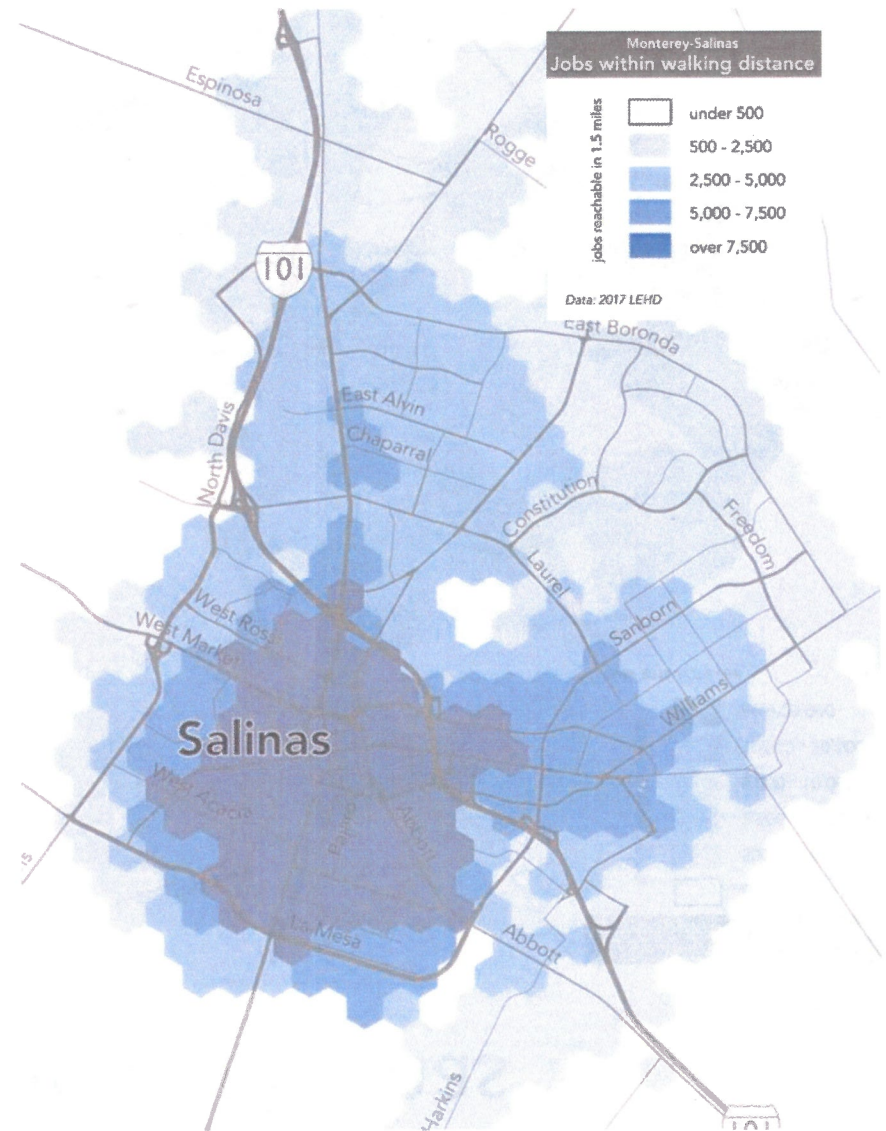 Monterey-Salinas
Jobs within walking distance
jobs reachable in 1.5 miles
under 500
500 - 2,500
2,500 - 5,000
5,000 - 7,500
over 7,500
Data: 2017 LEHD
Espinosa
Rogge
101
East Boronda
North Davis
East Alvin
Chaparral
Constitution
Freedom
Laurel
West Rossi
Sanborn
West Market
Williams
Salinas
West Acacia
Abbott
La Mesa
Abbott
Harkins
101